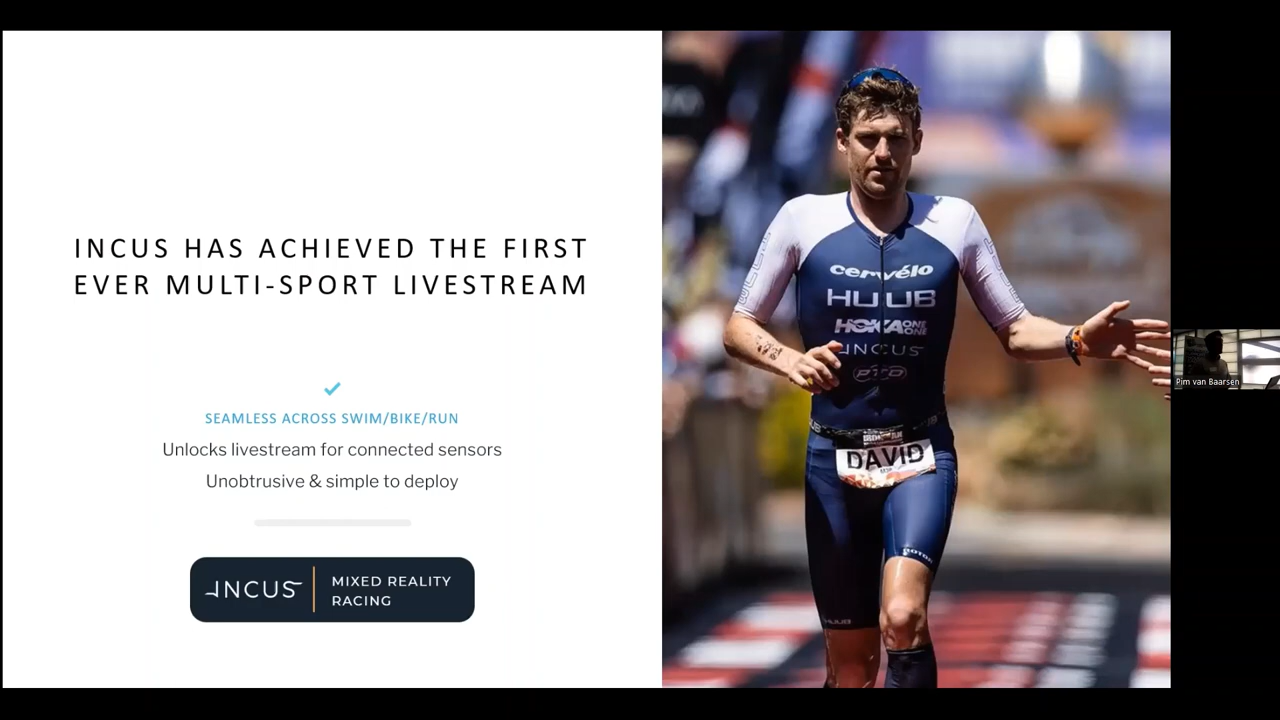 INCUS HAS ACHIEVED THE FIRST
EVER MULTI-SPORT LIVESTREAM
SEAMLESS ACROSS SWIM/BIKE/RUN
Unlocks livestream for connected sensors
Unobtrusive & simple to deploy
INCUS
MIXED REALITY
RACING
cervélo
HUUB
HOKA ONE ONE
INCUS
PTO
DAVID
HUUB
Pim van Baarsen